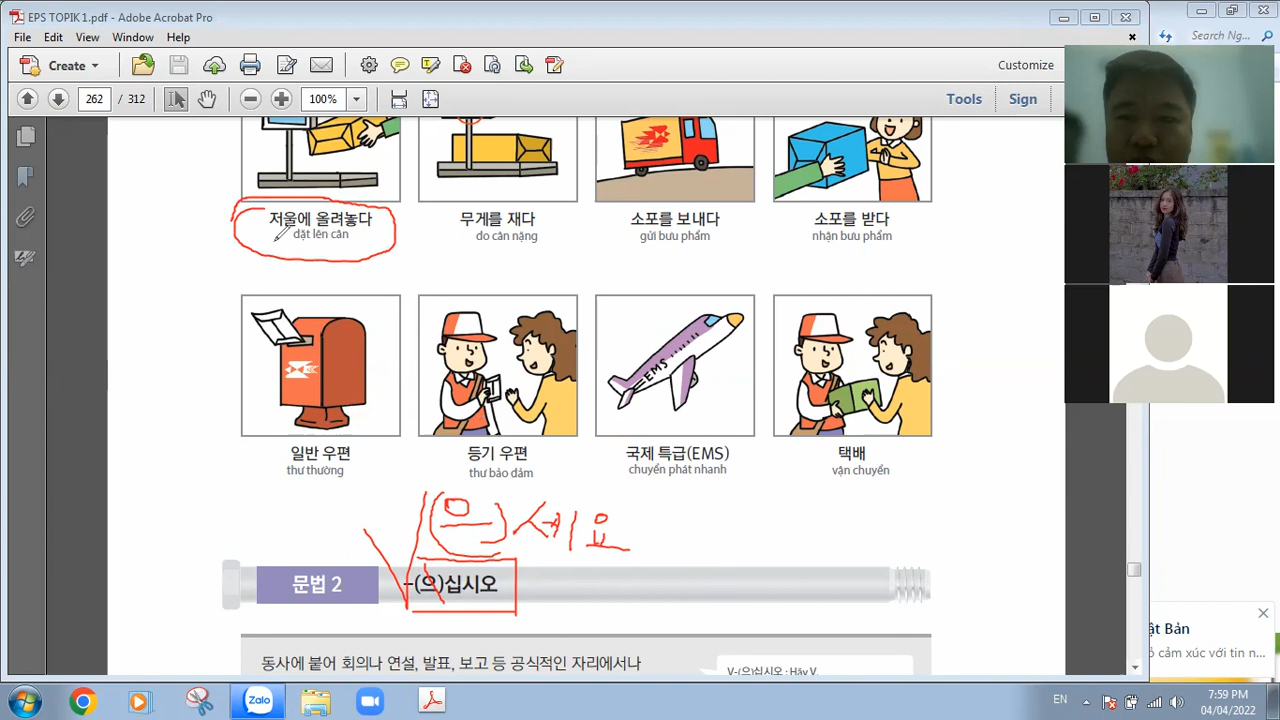 EPS TOPIK 1.pdf - Adobe Acrobat Pro
Search Ng...
File Edit View Window Help
Create
Customize
262 / 312
100%
Tools
Sign
저울에 올려놓다
đặt lên cân
무게를 재다
đo cân nặng
소포를 보내다
gửi bưu phẩm
소포를 받다
nhận bưu phẩm
EMS
일반 우편
thư thường
등기 우편
thư bảo đảm
국제 특급(EMS)
chuyển phát nhanh
택배
vận chuyển
(으)세요
문법 2
-(으)십시오
동사에 붙어 회의나 연설, 발표, 보고 등 공식적인 자리에서나
V-(으)십시오 : Hãy V.
ật Bản
ỏ cảm xúc với tin n...
Zalo
EN
7:59 PM
04/04/2022